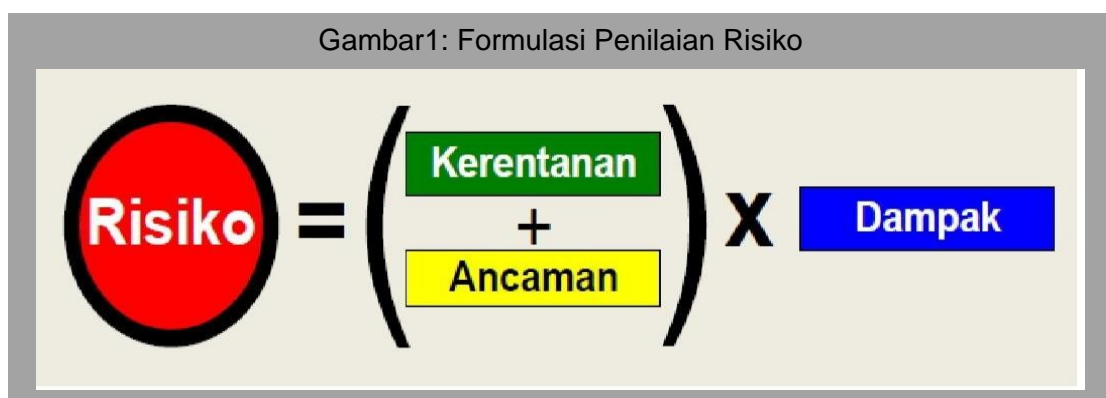 Gambar1: Formulasi Penilaian Risiko
Risiko = ( Kerentanan + Ancaman ) X Dampak